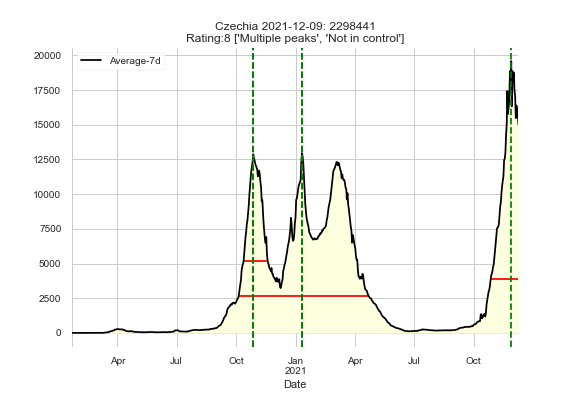 Czechia 2021-12-09: 2298441
Rating:8 ['Multiple peaks', 'Not in control']
Average-7d
20000
17500
15000
12500
10000
7500
5000
2500
0
Apr Jul Oct Jan Apr Jul Oct
2021
Date